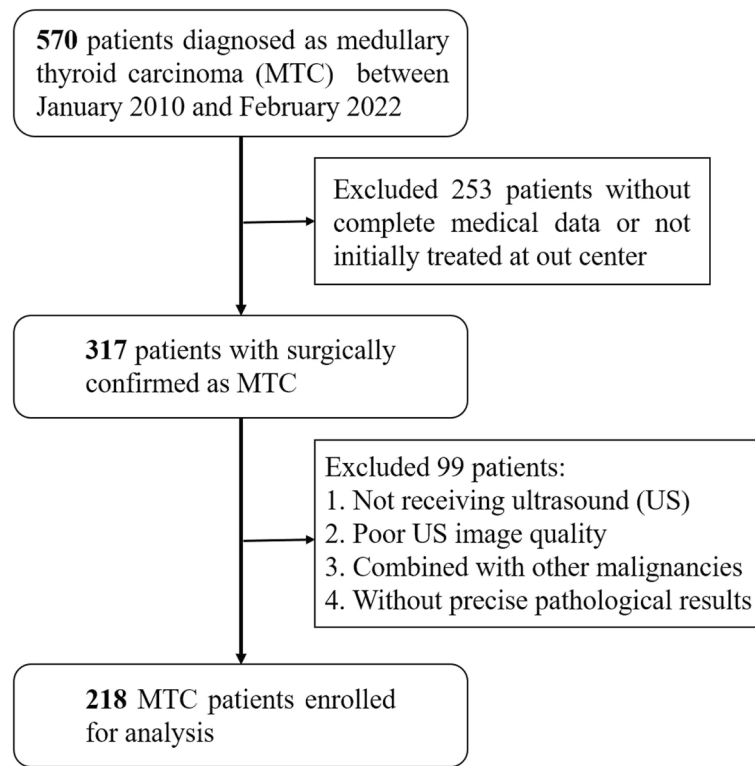 570 patients diagnosed as medullary
thyroid carcinoma (MTC) between
January 2010 and February 2022
Excluded 253 patients without
complete medical data or not
initially treated at out center
317 patients with surgically
confirmed as MTC
Excluded 99 patients:
1. Not receiving ultrasound (US)
2. Poor US image quality
3. Combined with other malignancies
4. Without precise pathological results
218 MTC patients enrolled
for analysis